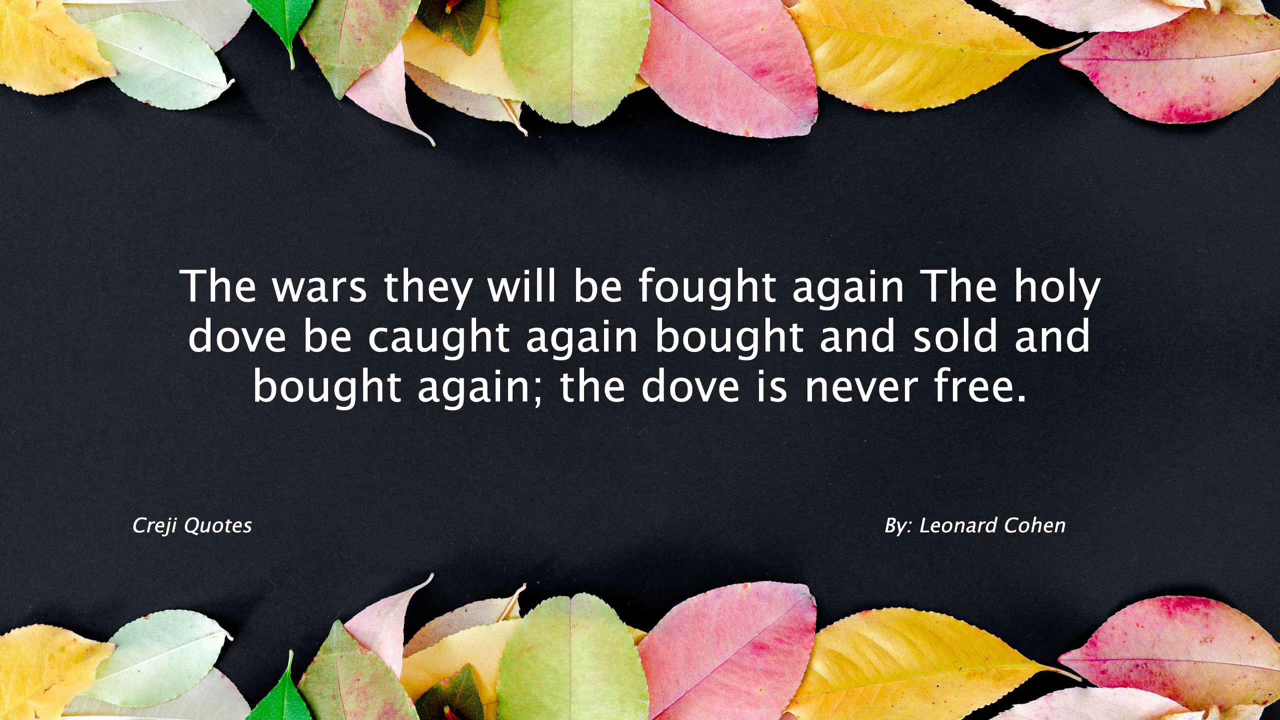 The wars they will be fought again The holy
dove be caught again bought and sold and
bought again; the dove is never free.
Creji Quotes
By: Leonard Cohen